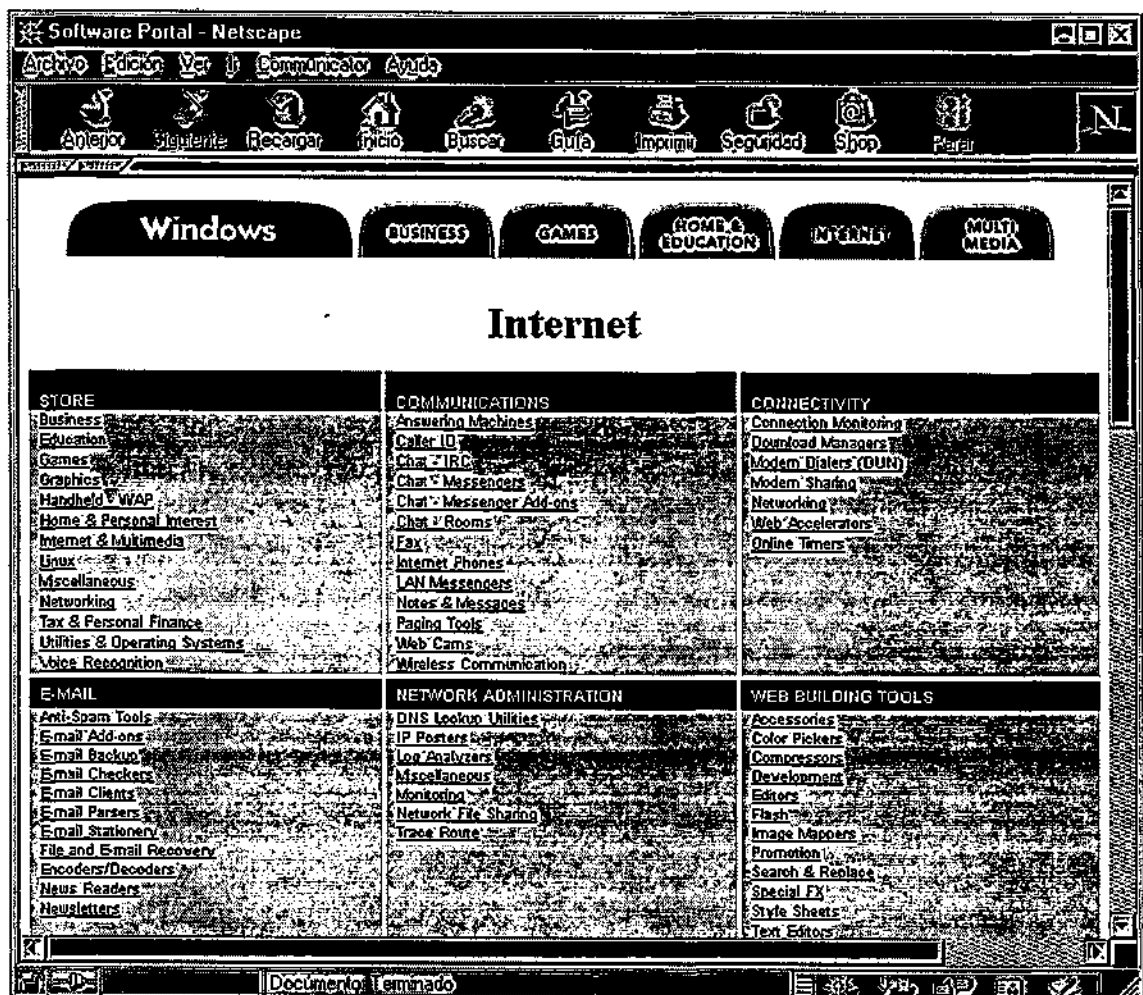 Software Portal - Netscape
Archivo Edición Ver Ir Communicator Ayuda
Anterior Siguiente Recargar Inicio Buscar Guía Imprimir Seguridad Shop Parar
N
Windows
BUSINESS
GAMES
HOME &
EDUCATION
INTERNET
MULTI
MEDIA
Internet
STORE
Business
Education
Games
Graphics
Handheld - WAP
Home & Personal Interest
Internet & Multimedia
Linux
Miscellaneous
Networking
Tax & Personal Finance
Utilities & Operating Systems
Voice Recognition
COMMUNICATIONS
Answering Machines
Caller ID
Chat - IRC
Chat - Messengers
Chat - Messenger Add-ons
Chat - Rooms
Fax
Internet Phones
LAN Messengers
Notes & Messages
Paging Tools
Web Cams
Wireless Communication
CONNECTIVITY
Connection Monitoring
Download Managers
Modem Dialers (DUN)
Modem Sharing
Networking
Web Accelerators
Online Timers
E-MAIL
Anti-Spam Tools
E-mail Add-ons
E-mail Backup
E-mail Checkers
E-mail Clients
E-mail Parsers
E-mail Stationery
File and E-mail Recovery
Encoders/Decoders
News Readers
Newsletters
NETWORK ADMINISTRATION
DNS Lookup Utilities
IP Posters
Log Analyzers
Miscellaneous
Monitoring
Network File Sharing
Trace Route
WEB BUILDING TOOLS
Accessories
Color Pickers
Compressors
Development
Editors
Flash
Image Mappers
Promotion
Search & Replace
Special FX
Style Sheets
Text Editors
Documento: Terminado